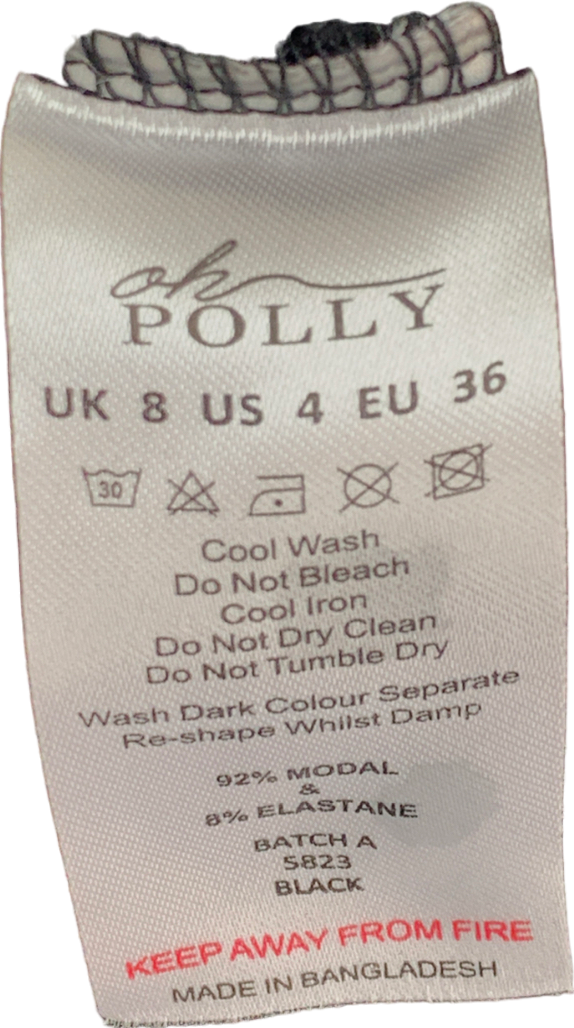 oh
POLLY
UK 8 US 4 EU 36
30
Cool Wash
Do Not Bleach
Cool Iron
Do Not Dry Clean
Do Not Tumble Dry
Wash Dark Colour Separate
Re-shape Whilst Damp
92% MODAL
&
8% ELASTANE
BATCH A
5823
BLACK
KEEP AWAY FROM FIRE
MADE IN BANGLADESH